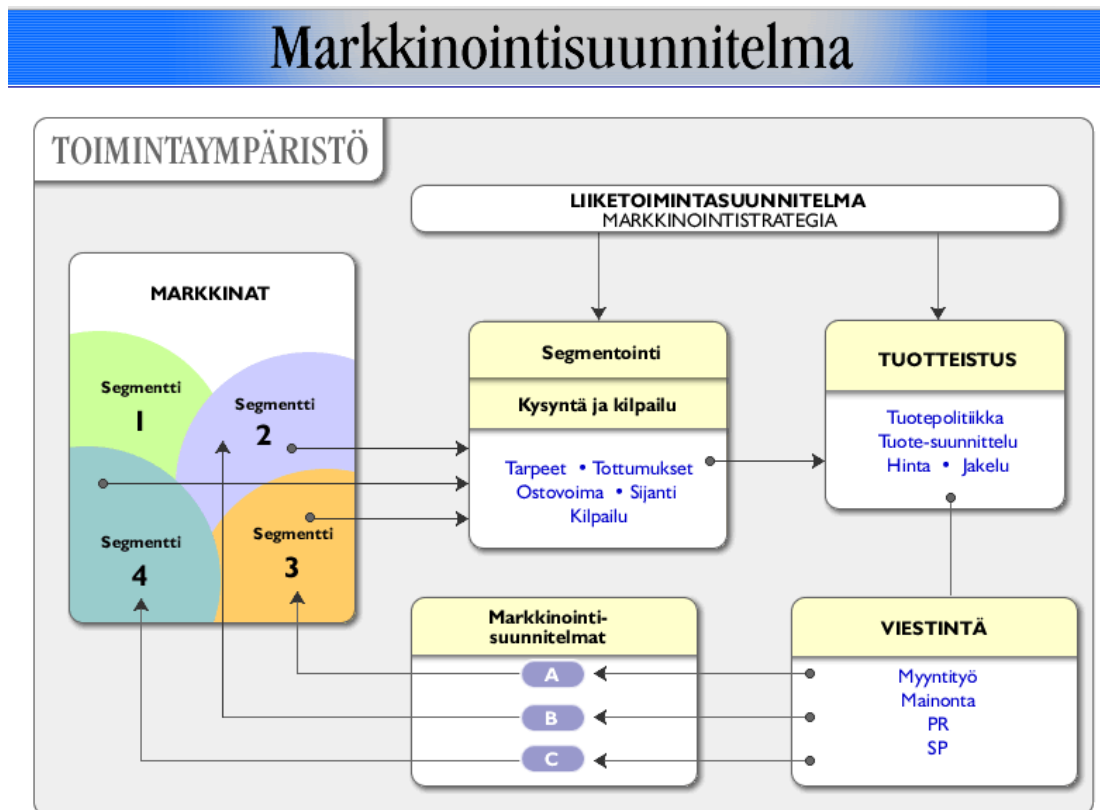 Markkinointisuunnitelma
TOIMINTAYMPÄRISTÖ
LIIKETOIMINTASUUNNITELMA
MARKKINOINTISTRATEGIA
MARKKINAT
Segmentti
1
Segmentti
2
Segmentti
3
Segmentti
4
Segmentointi
Kysyntä ja kilpailu
Tarpeet • Tottumukset
Ostovoima • Sijanti
Kilpailu
TUOTTEISTUS
Tuotepolitiikka
Tuote-suunnittelu
Hinta • Jakelu
Markkinointi-
suunnitelmat
A
B
C
VIESTINTÄ
Myyntityö
Mainonta
PR
SP